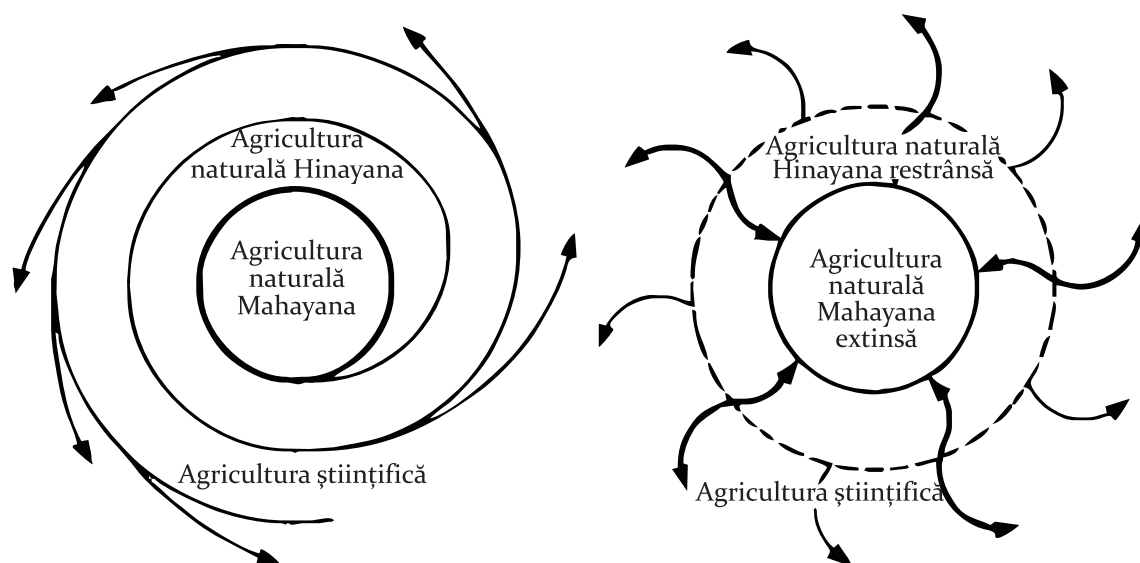 Agricultura
naturală Hinayana
Agricultura
naturală
Mahayana
Agricultura științifică
Agricultura naturală
Hinayana restrânsă
Agricultura
naturală
Mahayana
extinsă
Agricultura științifică